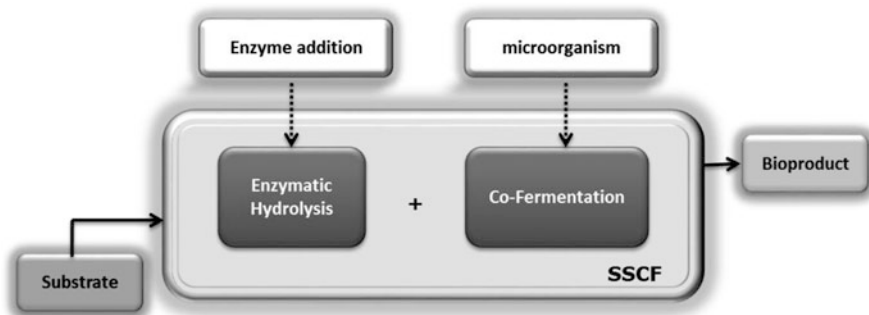 Enzyme addition
microorganism
Enzymatic
Hydrolysis
+
Co-Fermentation
Bioproduct
Substrate
SSCF